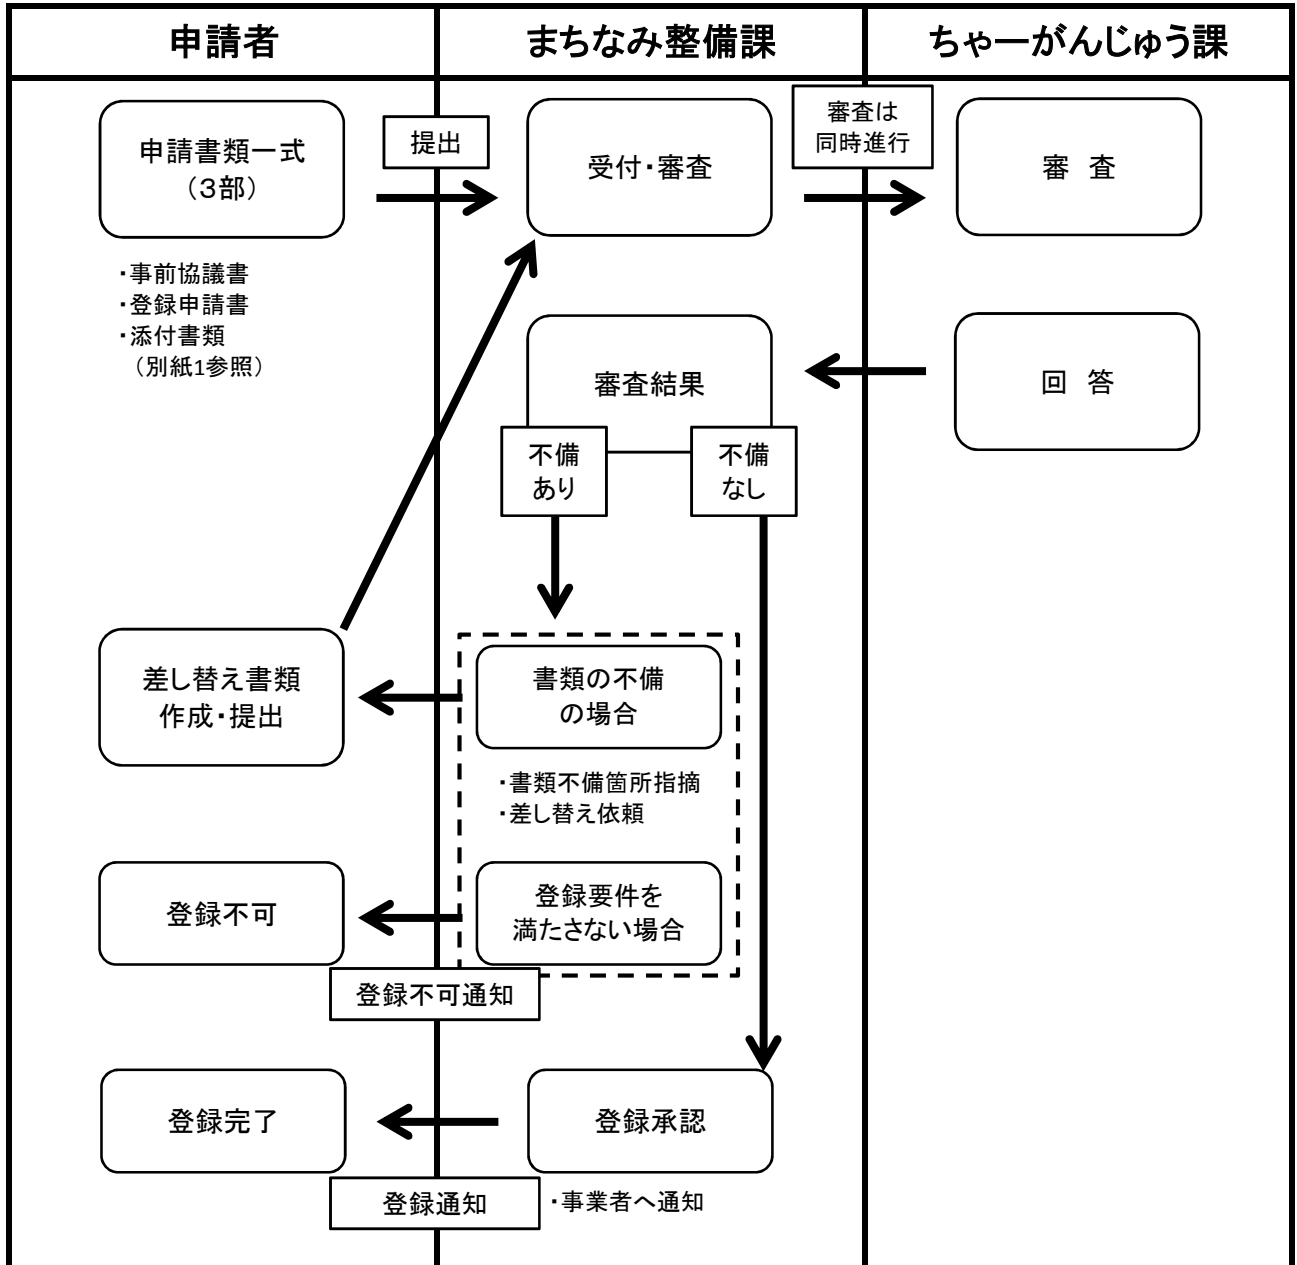 申請者
まちなみ整備課
ちゃーがんじゅう課
申請書類一式
（３部）
提出
受付・審査
審査は
同時進行
審　査
・事前協議書
・登録申請書
・添付書類
（別紙1参照）
審査結果
回　答
不備
あり
不備
なし
差し替え書類
作成・提出
書類の不備
の場合
・書類不備箇所指摘
・差し替え依頼
登録不可
登録要件を
満たさない場合
登録不可通知
登録完了
登録承認
登録通知
・事業者へ通知